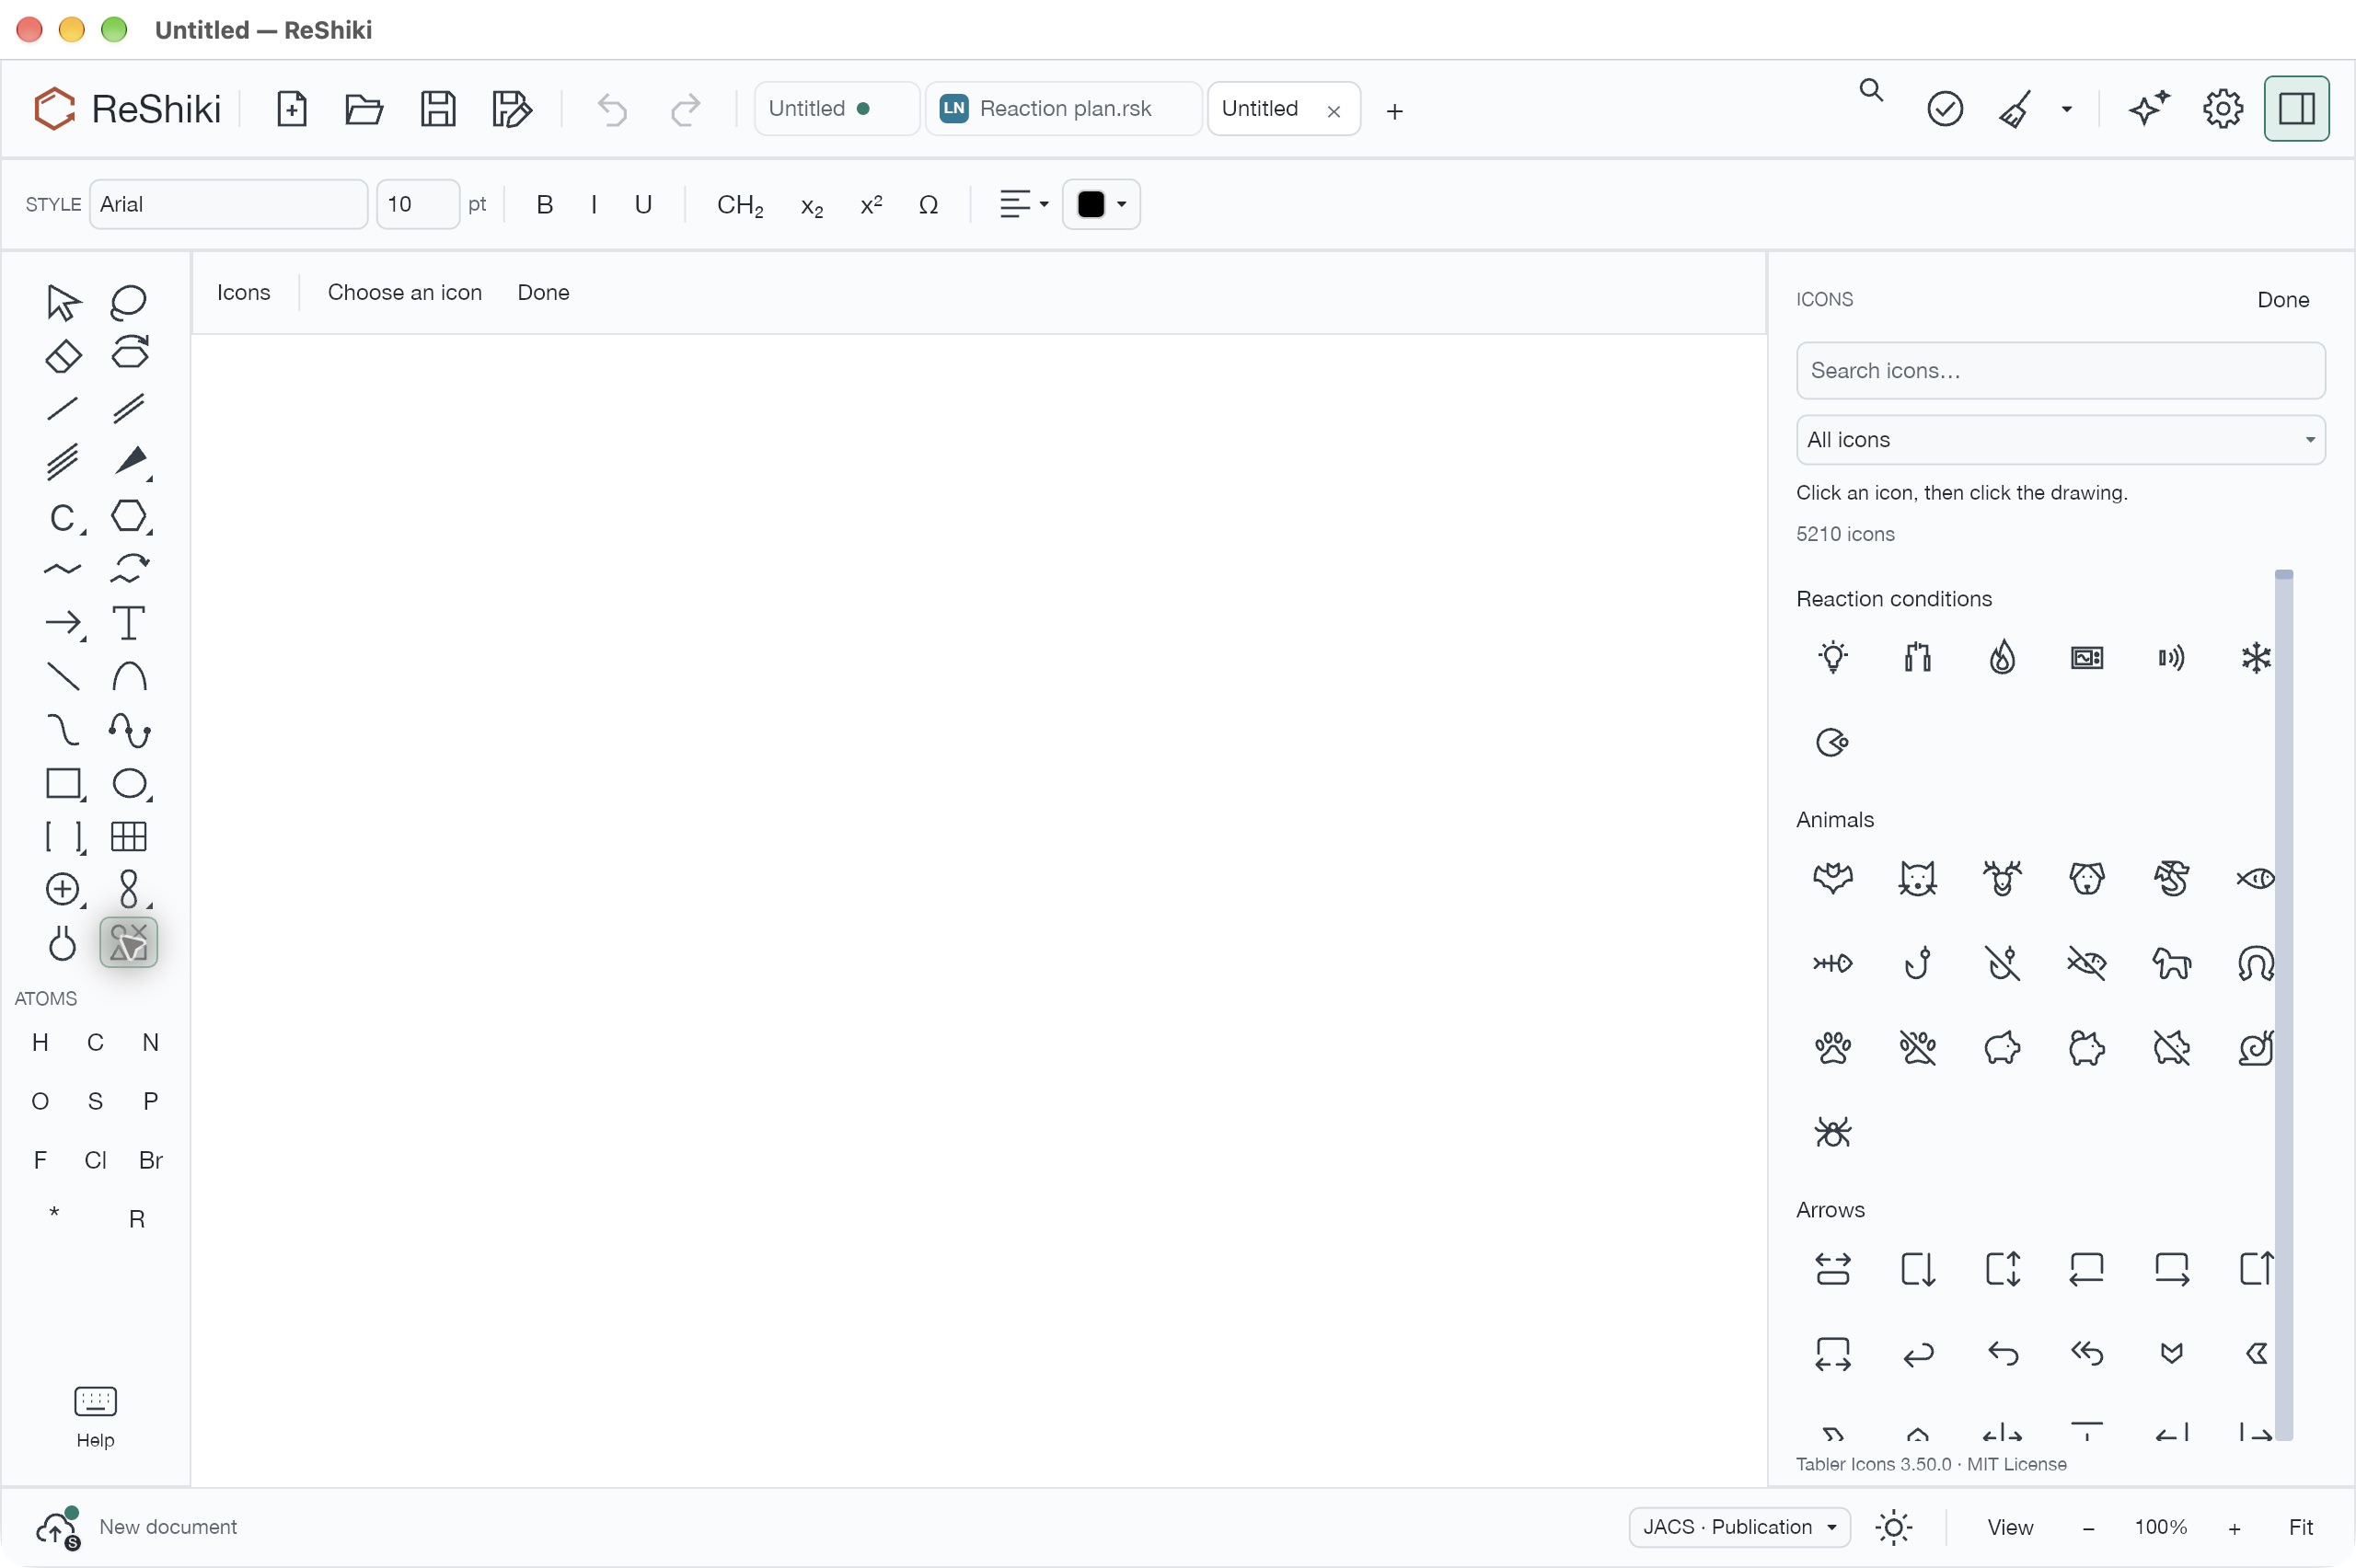 Untitled — ReShiki
ReShiki
Untitled
LN Reaction plan.rsk
Untitled × +
STYLE Arial 10 pt B I U CH₂ x₂ x² Ω
Icons Choose an icon Done
ICONS Done
Search icons...
All icons
Click an icon, then click the drawing.
5210 icons
Reaction conditions
Animals
Arrows
Tabler Icons 3.50.0 · MIT License
C
T
ATOMS
H C N
O S P
F Cl Br
* R
Help
S
New document
JACS · Publication
View − 100% + Fit